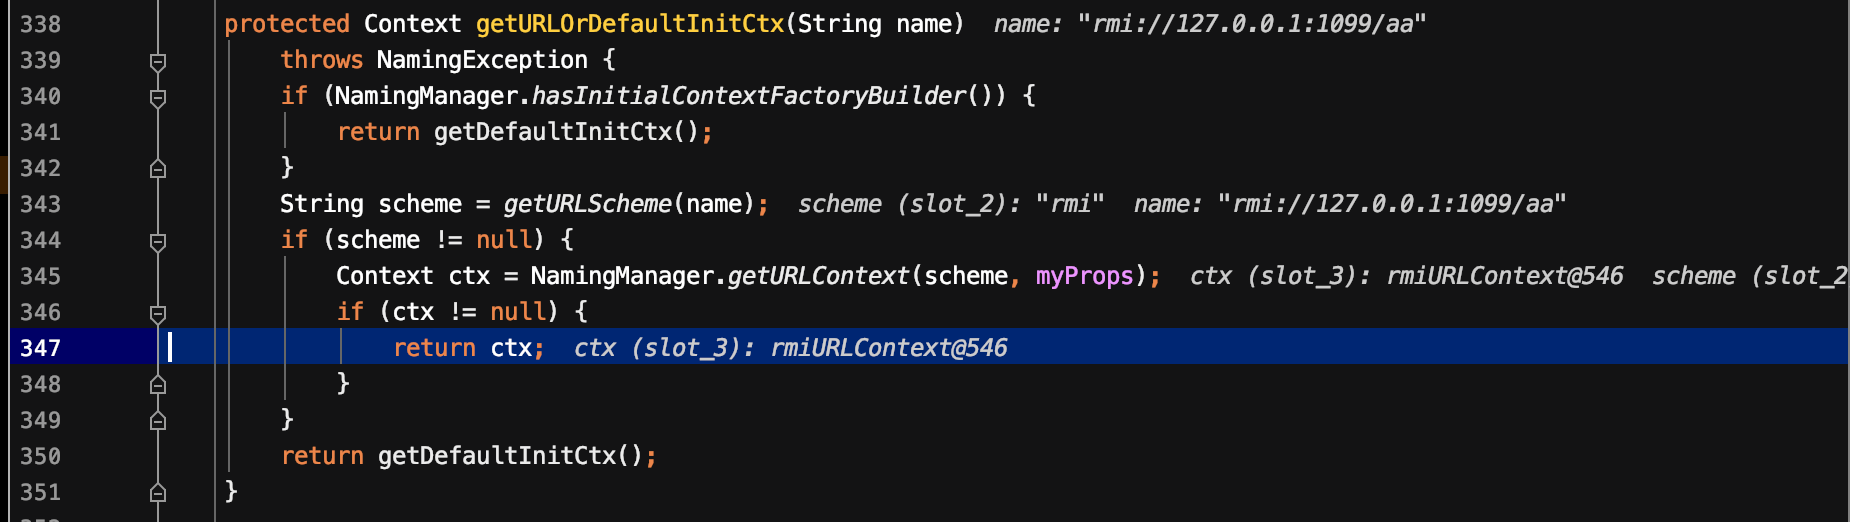 338 protected Context getURLOrDefaultInitCtx(String name) name: "rmi://127.0.0.1:1099/aa"
339 throws NamingException {
340 if (NamingManager.hasInitialContextFactoryBuilder()) {
341 return getDefaultInitCtx();
342 }
343 String scheme = getURLScheme(name); scheme (slot_2): "rmi" name: "rmi://127.0.0.1:1099/aa"
344 if (scheme != null) {
345 Context ctx = NamingManager.getURLContext(scheme, myProps); ctx (slot_3): rmiURLContext@546 scheme (slot_2
346 if (ctx != null) {
347 return ctx; ctx (slot_3): rmiURLContext@546
348 }
349 }
350 return getDefaultInitCtx();
351 }